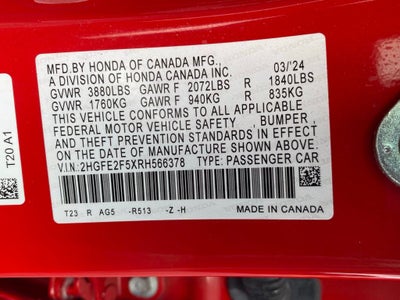 MFD.BY HONDA OF CANADA MFG., 03/'24
A DIVISION OF HONDA CANADA INC.
GVWR 3880LBS GAWR F 2072LBS R 1840LBS
GVWR 1760KG GAWR F 940KG R 835KG
THIS VEHICLE CONFORMS TO ALL APPLICABLE
FEDERAL MOTOR VEHICLE SAFETY , BUMPER ,
AND THEFT PREVENTION STANDARDS IN EFFECT
ON THE DATE OF MANUFACTURE SHOWN ABOVE.
V.I.N.:2HGFE2F5XRH566378 TYPE: PASSENGER CAR
T23 R AG5 -R513 -Z -H
MADE IN CANADA
T20 A1